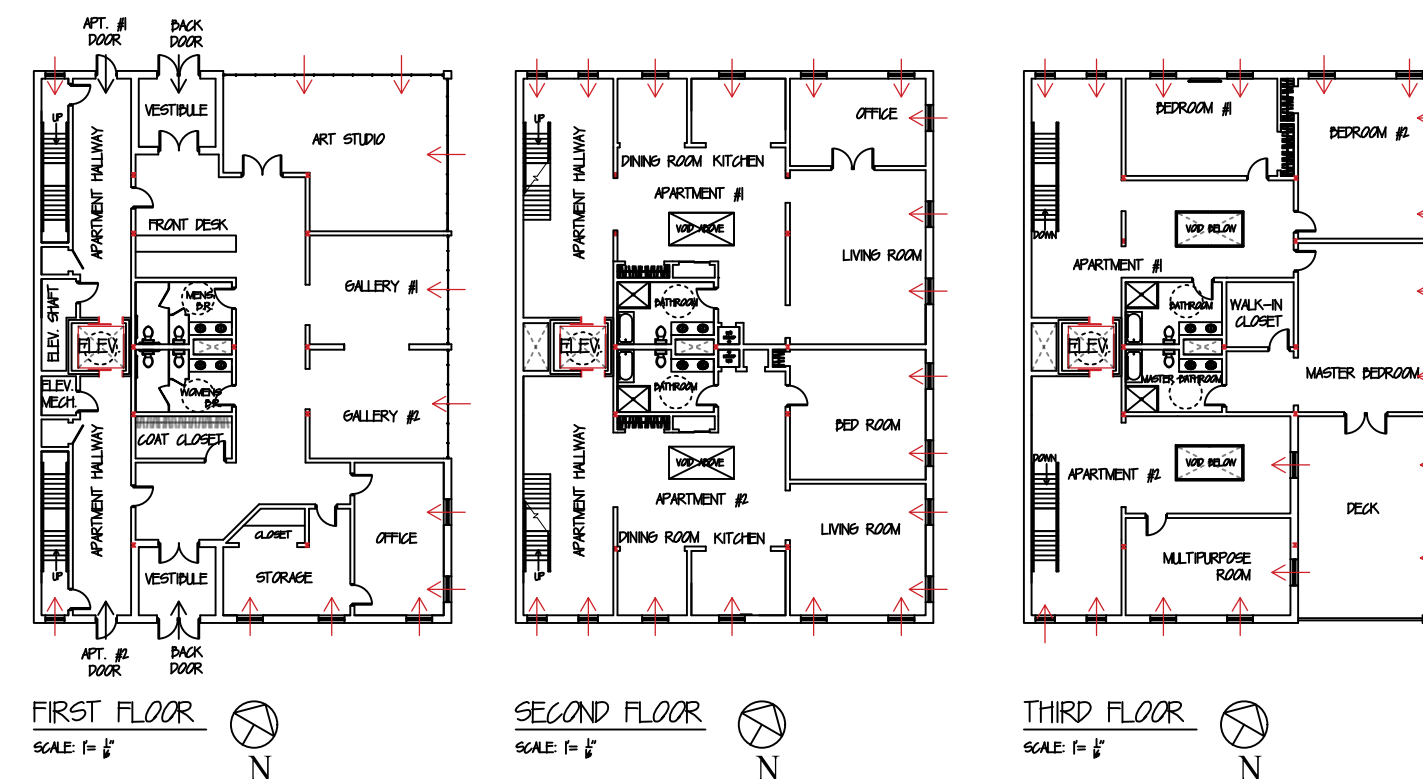 APT. #1
DOOR
BACK
DOOR
UP
APARTMENT HALLWAY
VESTIBULE
ART STUDIO
FRONT DESK
ELEV. SHAFT
MENS
B.R.
GALLERY #1
ELEV.
ELEV.
MECH.
WOMENS
B.R.
COAT CLOSET
GALLERY #2
APARTMENT HALLWAY
CLOSET
OFFICE
VESTIBULE
STORAGE
UP
APT. #2
DOOR
BACK
DOOR
FIRST FLOOR
SCALE: 1'= 1/16"
N
UP
APARTMENT HALLWAY
OFFICE
DINING ROOM
KITCHEN
APARTMENT #1
VOID ABOVE
LIVING ROOM
BATHROOM
ELEV.
BATHROOM
BED ROOM
APARTMENT HALLWAY
VOID ABOVE
APARTMENT #2
DINING ROOM
KITCHEN
LIVING ROOM
UP
SECOND FLOOR
SCALE: 1'= 1/16"
N
BEDROOM #1
BEDROOM #2
DOWN
VOID BELOW
APARTMENT #1
BATHROOM
WALK-IN
CLOSET
ELEV.
MASTER BATHROOM
MASTER BEDROOM
DOWN
APARTMENT #2
VOID BELOW
DECK
MULTIPURPOSE
ROOM
THIRD FLOOR
SCALE: 1'= 1/16"
N